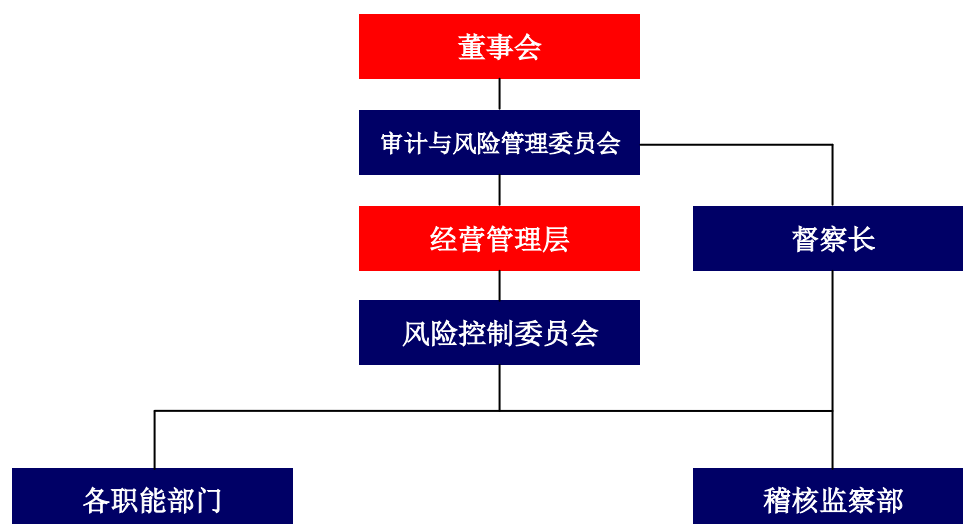 董事会
审计与风险管理委员会
经营管理层
督察长
风险控制委员会
各职能部门
稽核监察部